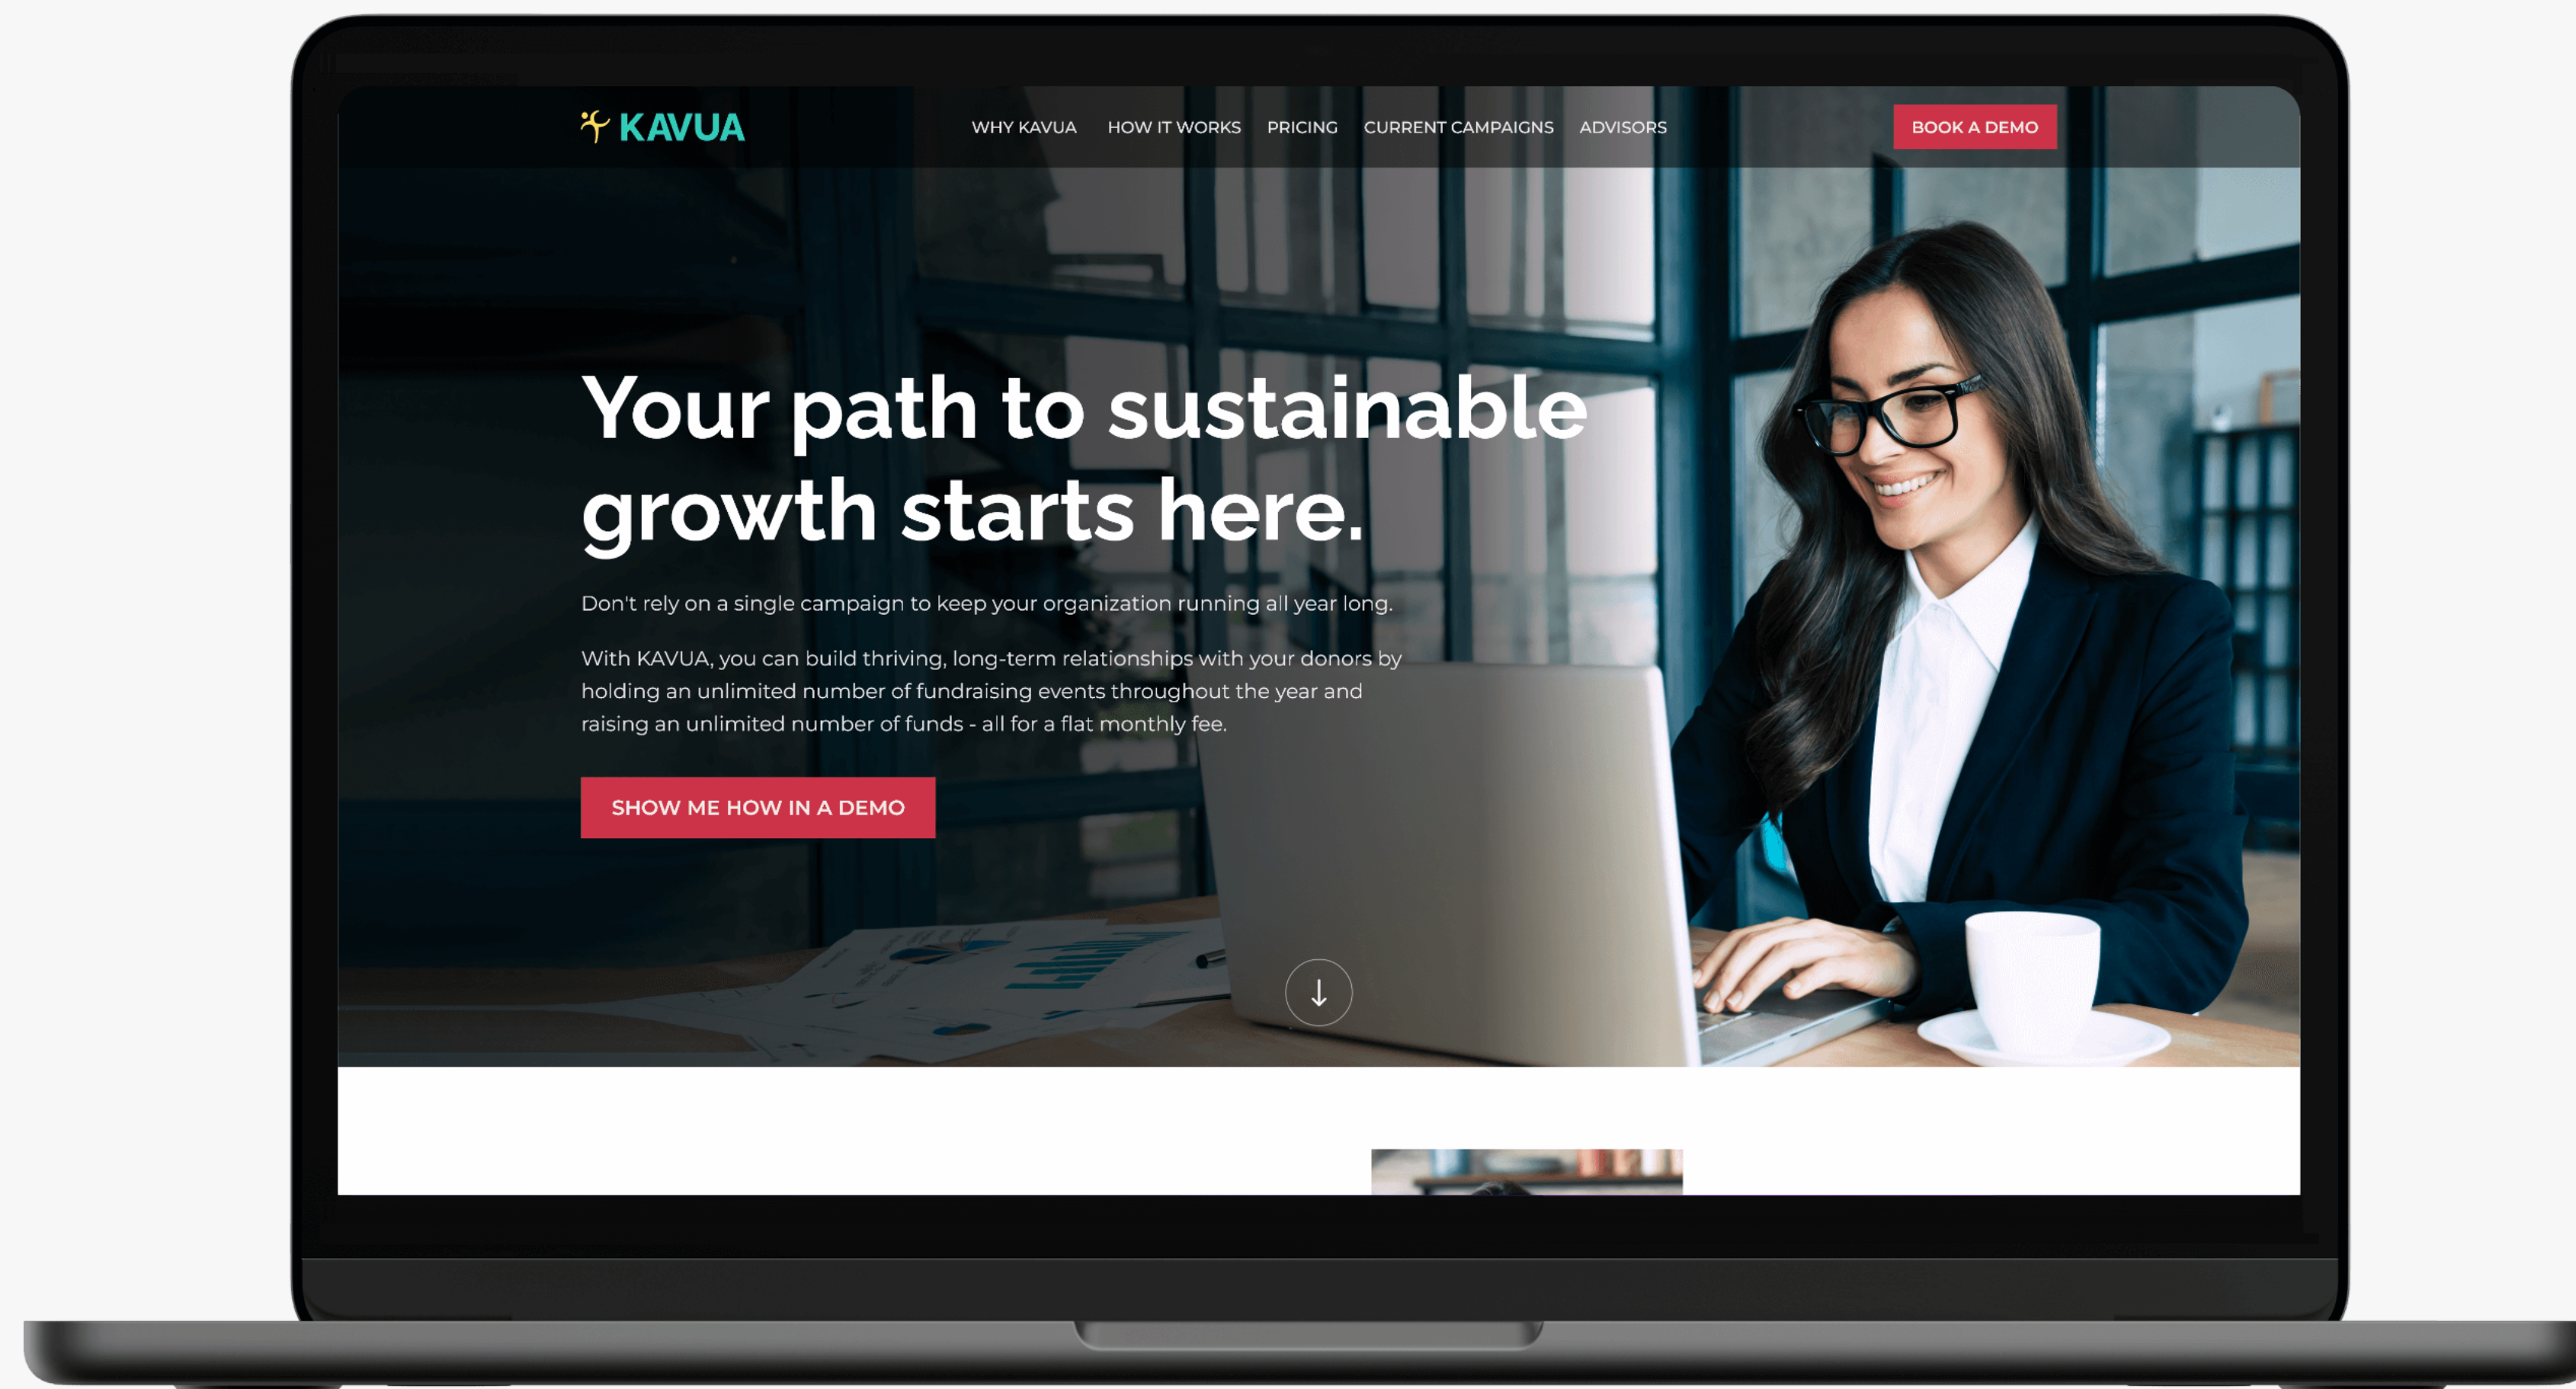 KAVUA
WHY KAVUA HOW IT WORKS PRICING CURRENT CAMPAIGNS ADVISORS
BOOK A DEMO
Your path to sustainable
growth starts here.
Don't rely on a single campaign to keep your organization running all year long.
With KAVUA, you can build thriving, long-term relationships with your donors by
holding an unlimited number of fundraising events throughout the year and
raising an unlimited number of funds - all for a flat monthly fee.
SHOW ME HOW IN A DEMO